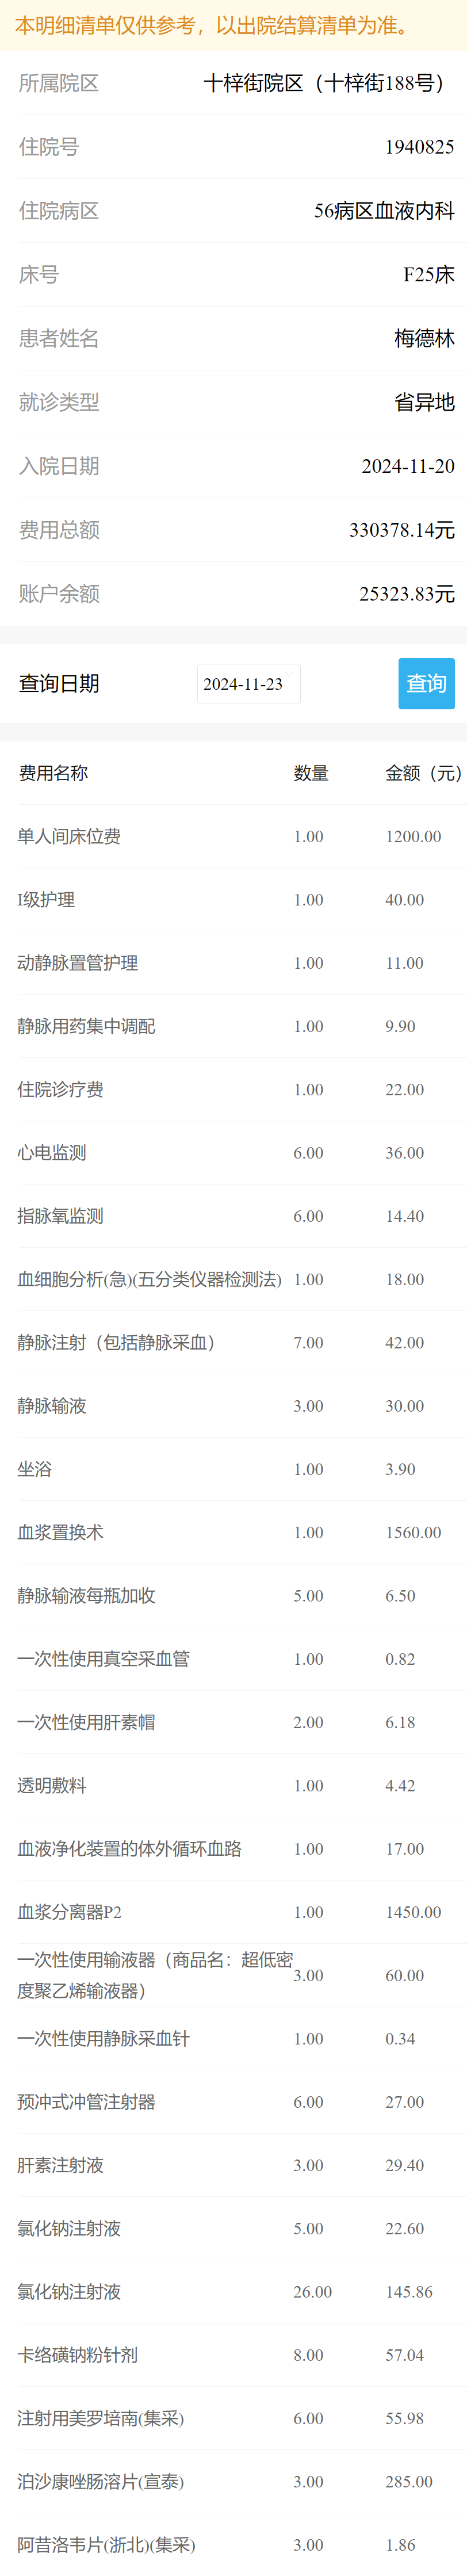 本明细清单仅供参考，以出院结算清单为准。
所属院区 十梓街院区（十梓街188号）
住院号 1940825
住院病区 56病区血液内科
床号 F25床
患者姓名 梅德林
就诊类型 省异地
入院日期 2024-11-20
费用总额 330378.14元
账户余额 25323.83元
查询日期 2024-11-23 查询
费用名称 数量 金额（元）
单人间床位费 1.00 1200.00
I级护理 1.00 40.00
动静脉置管护理 1.00 11.00
静脉用药集中调配 1.00 9.90
住院诊疗费 1.00 22.00
心电监测 6.00 36.00
指脉氧监测 6.00 14.40
血细胞分析(急)(五分类仪器检测法) 1.00 18.00
静脉注射（包括静脉采血） 7.00 42.00
静脉输液 3.00 30.00
坐浴 1.00 3.90
血浆置换术 1.00 1560.00
静脉输液每瓶加收 5.00 6.50
一次性使用真空采血管 1.00 0.82
一次性使用肝素帽 2.00 6.18
透明敷料 1.00 4.42
血液净化装置的体外循环血路 1.00 17.00
血浆分离器P2 1.00 1450.00
一次性使用输液器（商品名：超低密
度聚乙烯输液器） 3.00 60.00
一次性使用静脉采血针 1.00 0.34
预冲式冲管注射器 6.00 27.00
肝素注射液 3.00 29.40
氯化钠注射液 5.00 22.60
氯化钠注射液 26.00 145.86
卡络磺钠粉针剂 8.00 57.04
注射用美罗培南(集采) 6.00 55.98
泊沙康唑肠溶片(宣泰) 3.00 285.00
阿昔洛韦片(浙北)(集采) 3.00 1.86